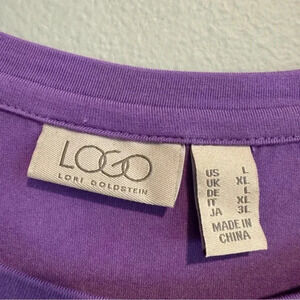 LOGO
LORI GOLDSTEIN
US L
UK XL
DE L
IT XL
JA 3L
MADE IN
CHINA